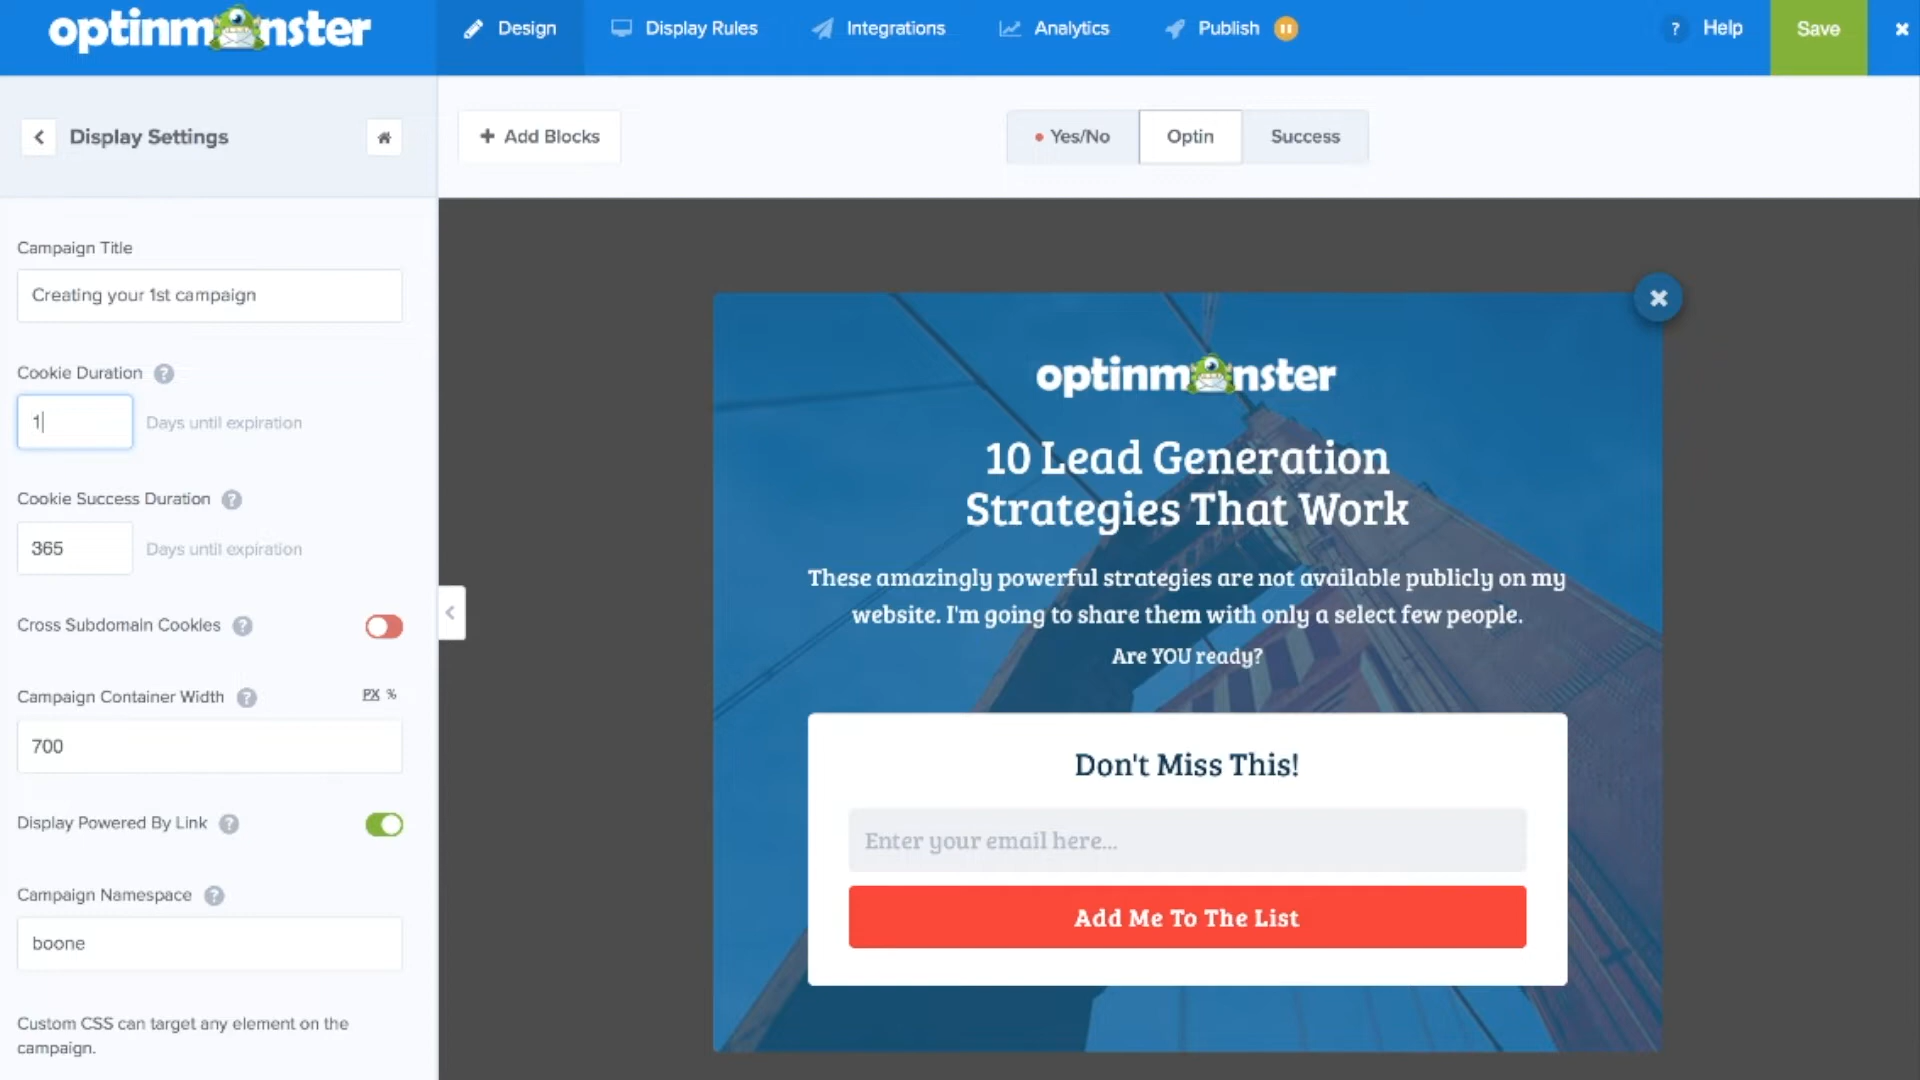 optinmonster
Design
Display Rules
Integrations
Analytics
Publish
? Help
Save
Display Settings
+ Add Blocks
Yes/No
Optin
Success
Campaign Title
Creating your 1st campaign
Cookie Duration ?
1 Days until expiration
Cookie Success Duration ?
365 Days until expiration
Cross Subdomain Cookies ?
Campaign Container Width ? PX %
700
Display Powered By Link ?
Campaign Namespace ?
boone
Custom CSS can target any element on the
campaign.
optinmonster
10 Lead Generation
Strategies That Work
These amazingly powerful strategies are not available publicly on my
website. I'm going to share them with only a select few people.
Are YOU ready?
Don't Miss This!
Enter your email here...
Add Me To The List